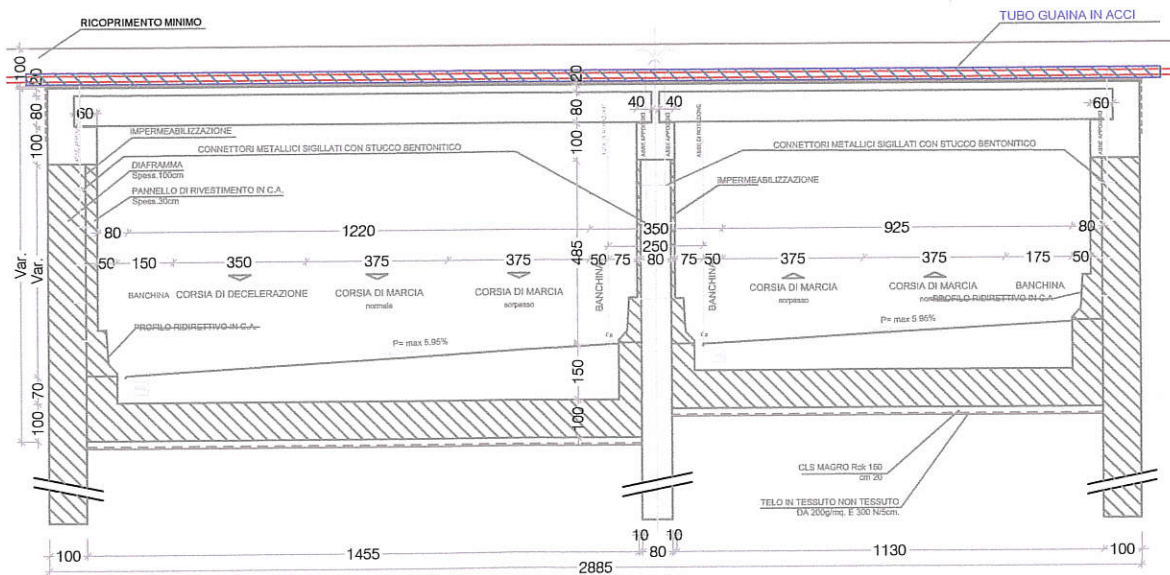 RICOPRIMENTO MINIMO
TUBO GUAINA IN ACCI
100
20
80
100
60
40
40
20
80
100
60
ASSE APPOGGIO
ASSE APPOGGIO
ASSE APPOGGIO
IMPERMEABILIZZAZIONE
CONNETTORI METALLICI SIGILLATI CON STUCCO BENTONITICO
CONNETTORI METALLICI SIGILLATI CON STUCCO BENTONITICO
DIAFRAMMA
Spess.100cm
PANNELLO DI RIVESTIMENTO IN C.A.
Spess.30cm
IMPERMEABILIZZAZIONE
80
1220
350
925
80
Var.
Var.
485
250
50
150
350
375
375
50
75
80
75
50
375
375
175
50
BANCHINA
CORSIA DI DECELERAZIONE
CORSIA DI MARCIA
normale
CORSIA DI MARCIA
sorpasso
BANCHINA
BANCHINA
CORSIA DI MARCIA
sorpasso
CORSIA DI MARCIA
BANCHINA
PROFILO RIDIRETTIVO IN C.A.
PROFILO RIDIRETTIVO IN C.A.
P= max 5.95%
P= max 5.95%
70
100
150
100
CLS MAGRO Rck 150
cm 20
TELO IN TESSUTO NON TESSUTO
DA 200g/mq. E 300 N/5cm.
100
1455
10
80
10
1130
100
2885